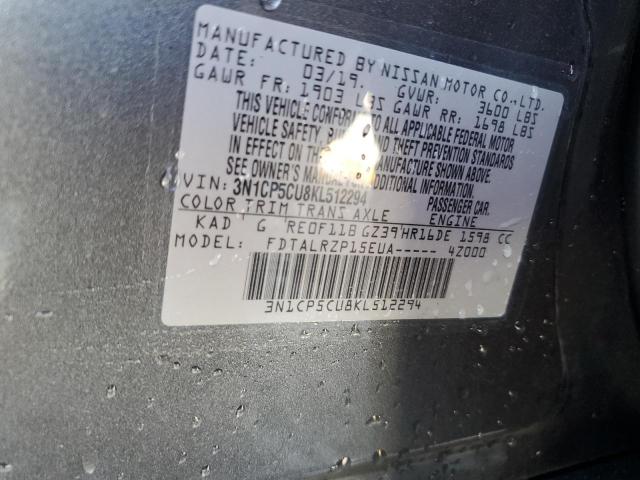 MANUFACTURED BY NISSAN MOTOR CO., LTD.
DATE: 03/19. GVWR: 3600 LBS
GAWR FR: 1903 LBS GAWR RR: 1698 LBS
THIS VEHICLE CONFORMS TO ALL APPLICABLE FEDERAL MOTOR
VEHICLE SAFETY, AND THEFT PREVENTION STANDARDS
IN EFFECT ON THE DATE OF MANUFACTURE SHOWN ABOVE.
SEE OWNER'S MANUAL FOR ADDITIONAL INFORMATION.
VIN: 3N1CP5CU8KL512294 PASSENGER CAR.
COLOR TRIM TRANS AXLE ENGINE
KAD G RE0F11B GZ39 HR16DE 1598 CC
FDTALRZP15EUA----- 4Z000
3N1CP5CU8KL512294